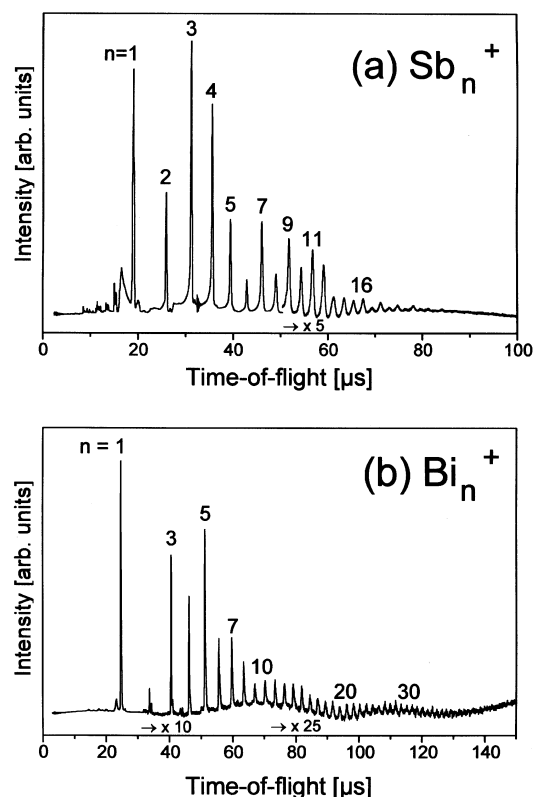 (a) Sb n +
n=1
2
3
4
5
7
9
11
16
→ x 5
Intensity [arb. units]
0 20 40 60 80 100
Time-of-flight [μs]
(b) Bi n +
n = 1
3
5
7
10
20
30
→ x 10
→ x 25
Intensity [arb. units]
0 20 40 60 80 100 120 140
Time-of-flight [μs]